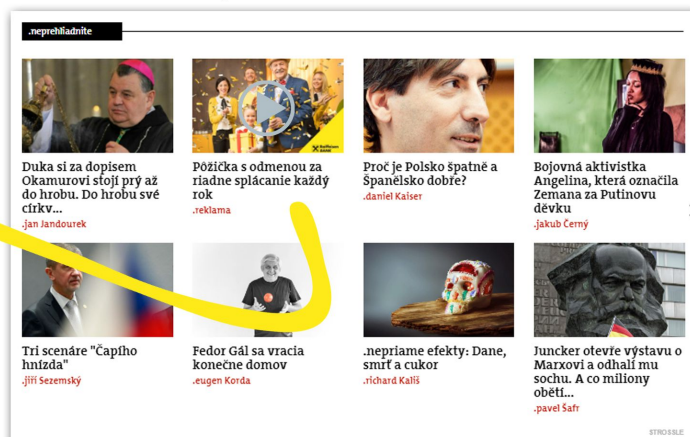 .neprehliadnite
Duka si za dopisem
Okamurovi stojí prý až
do hrobu. Do hrobu své
církv...
.jan Jandourek
Pôžička s odmenou za
riadne splácanie každý
rok
.reklama
Proč je Polsko špatně a
Španělsko dobře?
.daniel Kaiser
Bojovná aktivistka
Angelina, která označila
Zemana za Putinovu
děvku
.jakub Černý
Tri scenáre "Čapího
hnízda"
.jiří Sezemský
Fedor Gál sa vracia
konečne domov
.eugen Korda
.nepriame efekty: Dane,
smrť a cukor
.richard Kališ
Juncker otevře výstavu o
Marxovi a odhalí mu
sochu. A co miliony
obětí...
.pavel Šafr
STROSSLE